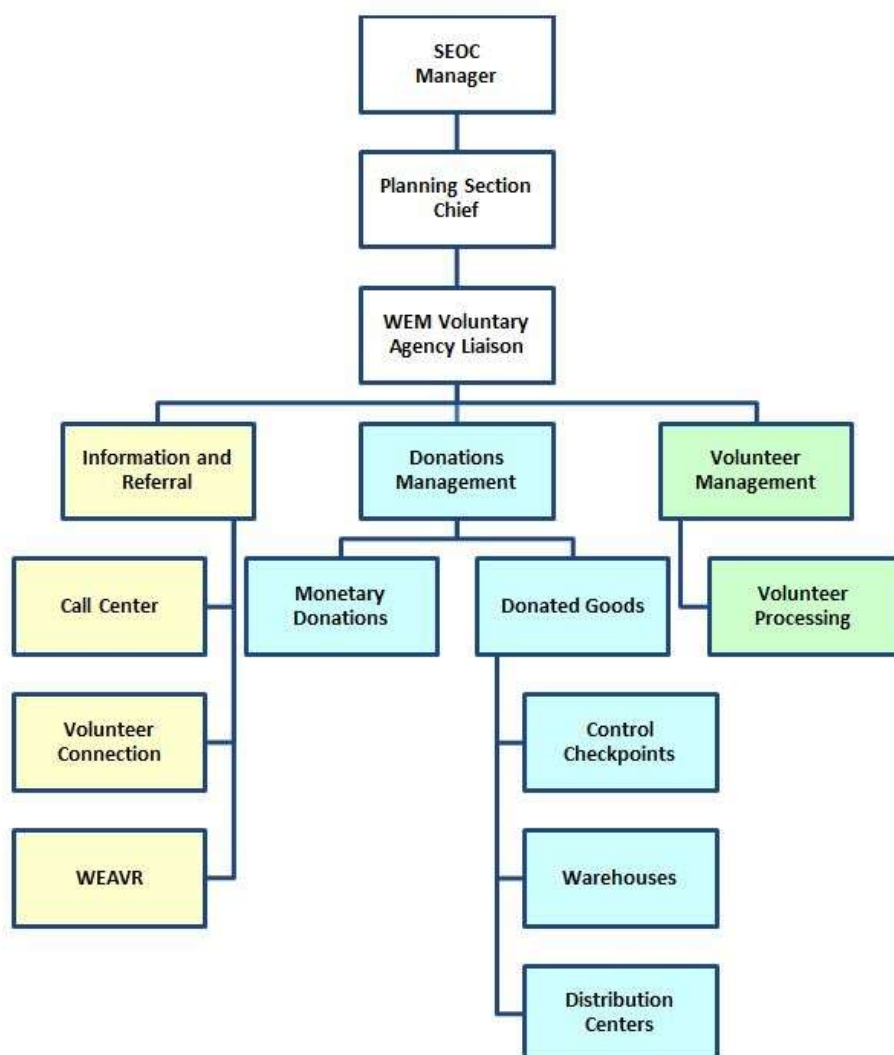 SEOC
Manager
Planning Section
Chief
WEM Voluntary
Agency Liaison
Information and
Referral
Donations
Management
Volunteer
Management
Call Center
Monetary
Donations
Donated Goods
Volunteer
Processing
Volunteer
Connection
Control
Checkpoints
WEAVR
Warehouses
Distribution
Centers